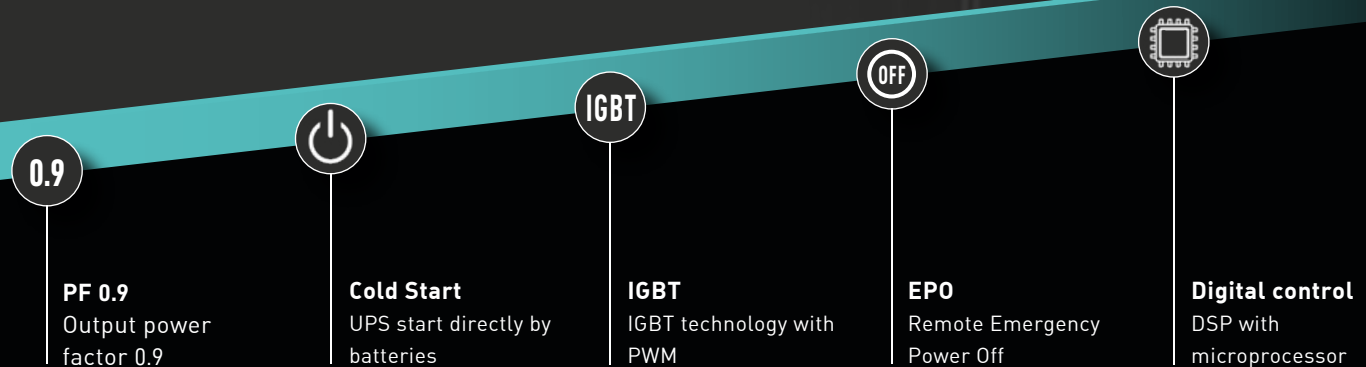 0.9
PF 0.9
Output power
factor 0.9
Cold Start
UPS start directly by
batteries
IGBT
IGBT
IGBT technology with
PWM
OFF
EPO
Remote Emergency
Power Off
Digital control
DSP with
microprocessor